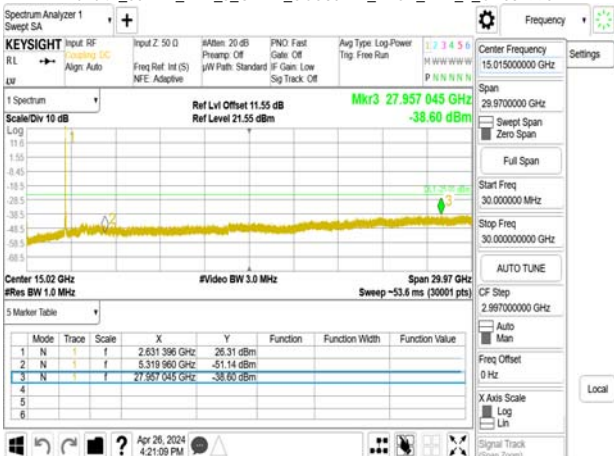 Spectrum Analyzer 1
Swept SA
Frequency
KEYSIGHT Input: RF
RL Coupling: DC
Align: Auto
Input Z: 50 Ω
Freq Ref: Int (S)
NFE: Adaptive
#Atten: 20 dB
Preamp: Off
µW Path: Standard
PNO: Fast
Gate: Off
IF Gain: Low
Sig Track: Off
Avg Type: Log-Power
Trig: Free Run
1 2 3 4 5 6
M W W W W W
P N N N N N
1 Spectrum
Scale/Div 10 dB
Ref Lvl Offset 11.55 dB
Ref Level 21.55 dBm
Mkr3 27.957 045 GHz
-38.60 dBm
Log
11.6
1.55
-8.45
-18.5
-28.5
-38.5
-48.5
-58.5
-68.5
1
2
3
Center 15.02 GHz
#Res BW 1.0 MHz
#Video BW 3.0 MHz
Span 29.97 GHz
Sweep ~53.6 ms (30001 pts)
5 Marker Table
Mode Trace Scale X Y Function Function Width Function Value
1 N 1 f 2.631 396 GHz 26.31 dBm
2 N 1 f 5.319 960 GHz -51.14 dBm
3 N 1 f 27.957 045 GHz -38.60 dBm
4
5
6
Apr 26, 2024
4:21:09 PM
Center Frequency
15.015000000 GHz
Settings
Span
29.9700000 GHz
Swept Span
Zero Span
Full Span
Start Freq
30.000000 MHz
Stop Freq
30.000000000 GHz
AUTO TUNE
CF Step
2.997000000 GHz
Auto
Man
Freq Offset
0 Hz
X Axis Scale
Log
Lin
Local
Signal Track
(Span Zoom)